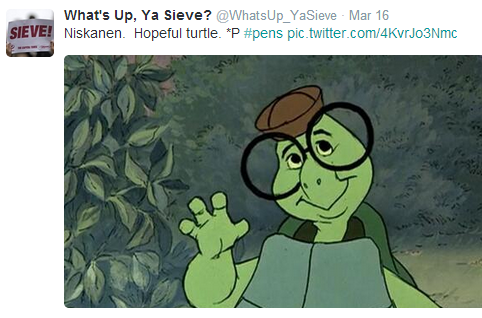 What's Up, Ya Sieve? @WhatsUp_YaSieve · Mar 16
Niskanen. Hopeful turtle. *P #pens pic.twitter.com/4KvrJo3Nmc
SIEVE!